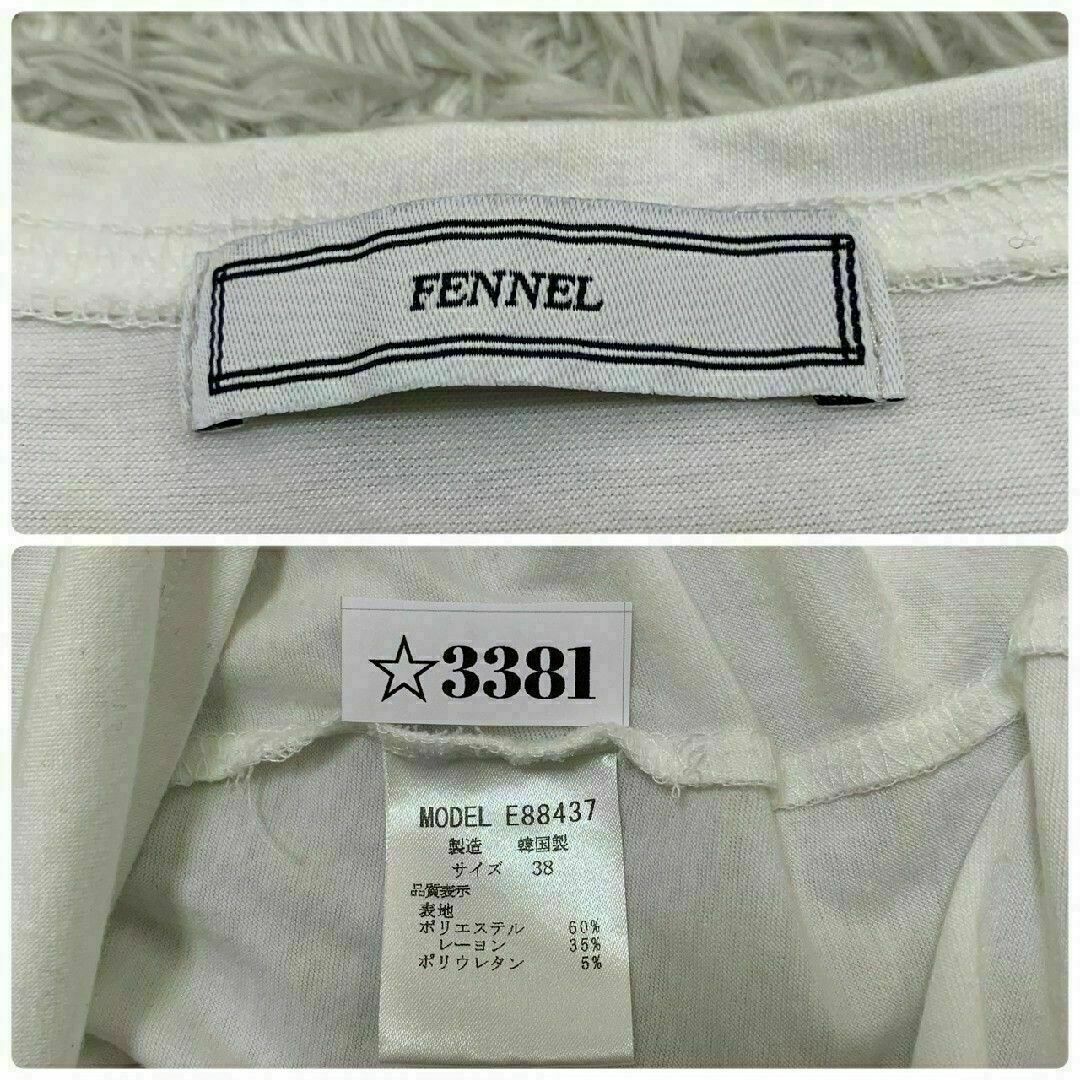 FENNEL
☆3381
MODEL E88437
製造 韓国製
サイズ 38
品質表示
表地
ポリエステル 60%
レーヨン 35%
ポリウレタン 5%